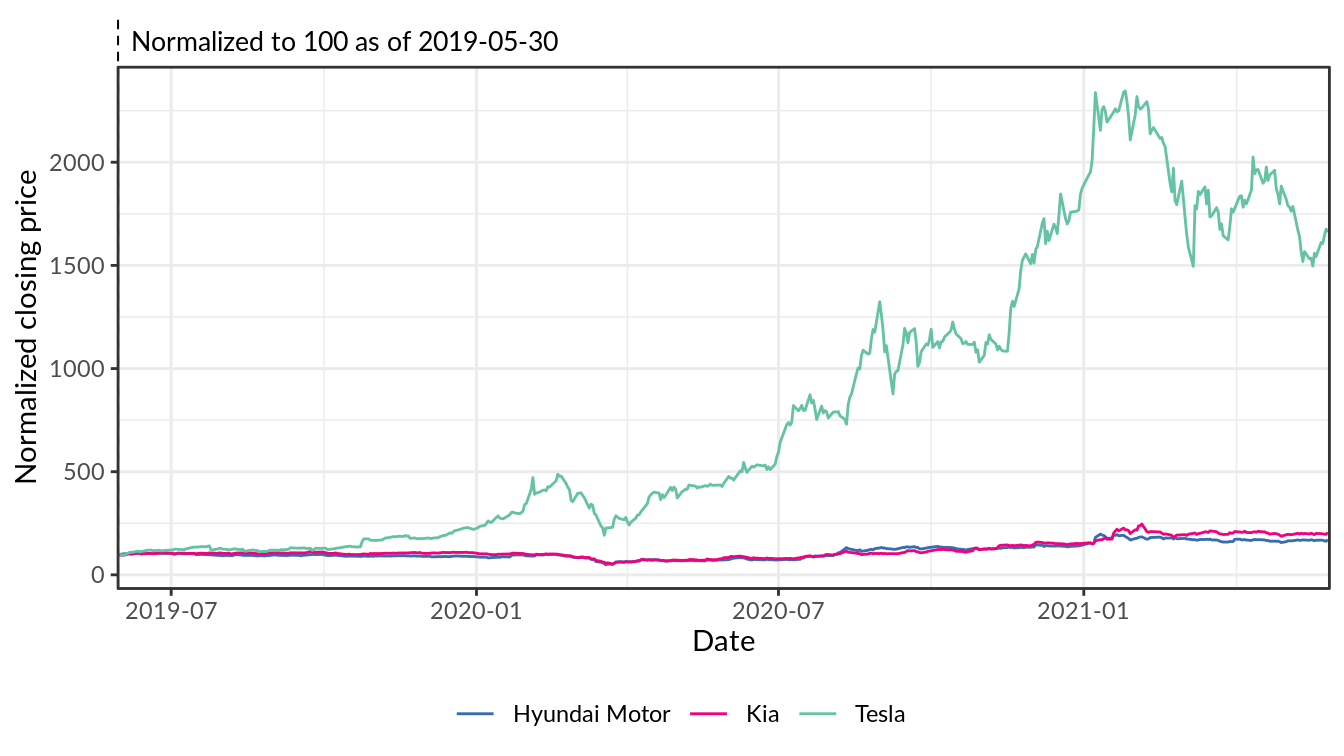 Normalized to 100 as of 2019-05-30
Normalized closing price
2000
1500
1000
500
0
2019-07 2020-01 2020-07 2021-01
Date
Hyundai Motor Kia Tesla